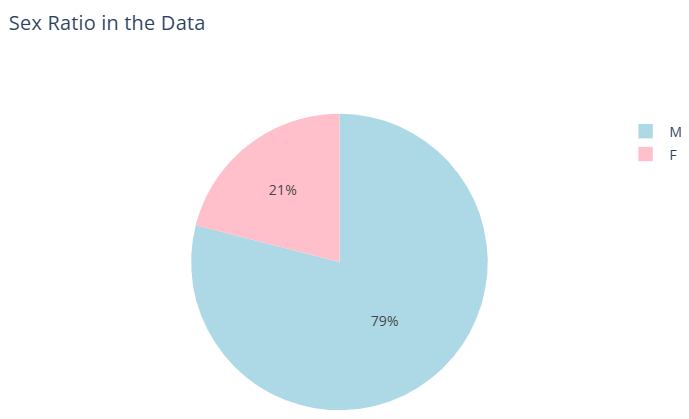 Sex Ratio in the Data
M
F
21%
79%